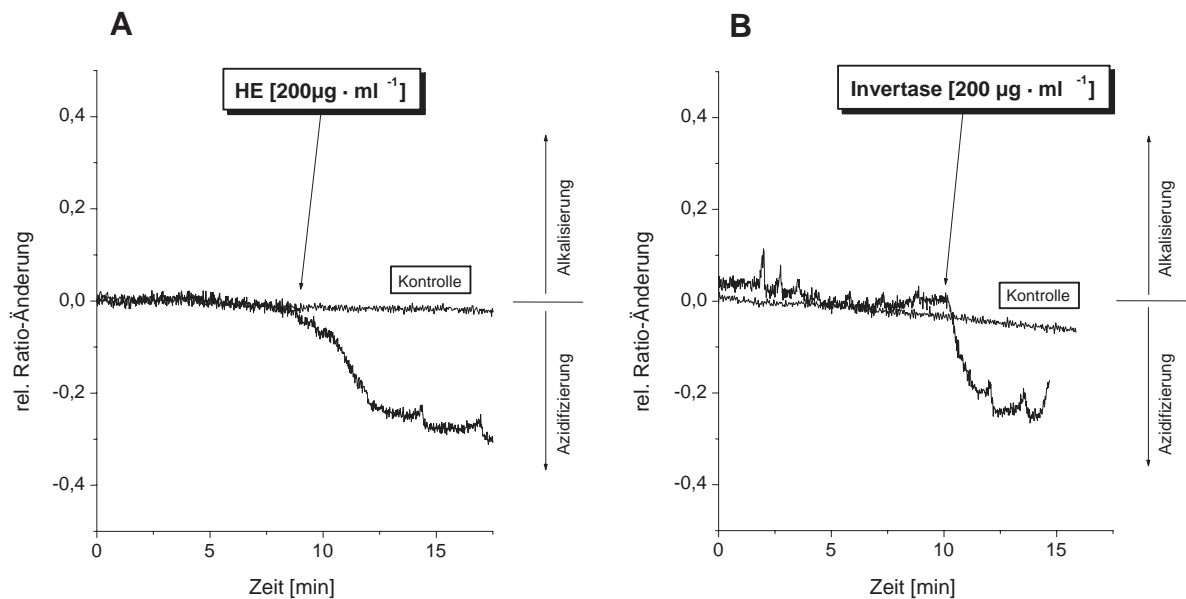 A
HE [200µg · ml -1]
0,4
0,2
0,0
-0,2
-0,4
rel. Ratio-Änderung
Kontrolle
Alkalisierung
Azidifizierung
0 5 10 15
Zeit [min]
B
Invertase [200 µg · ml -1]
0,4
0,2
0,0
-0,2
-0,4
rel. Ratio-Änderung
Kontrolle
Alkalisierung
Azidifizierung
0 5 10 15
Zeit [min]